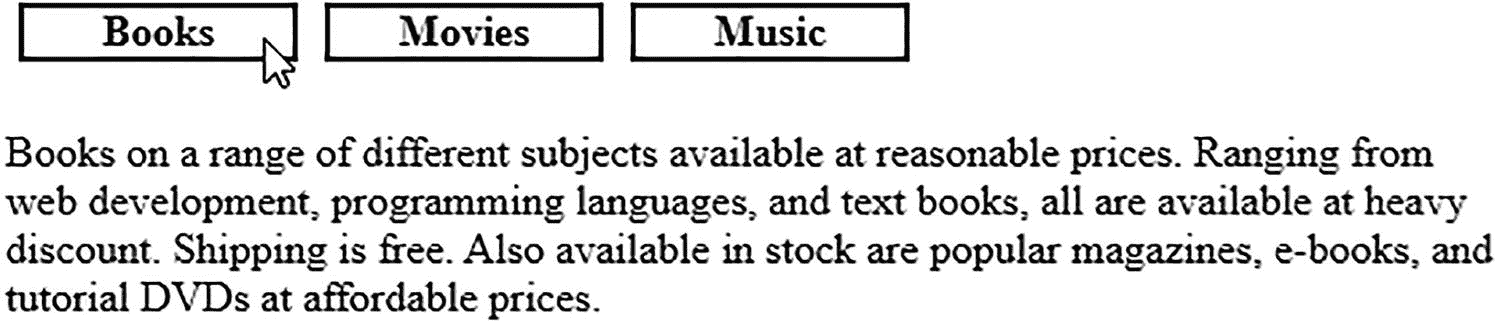 Books Movies Music
Books on a range of different subjects available at reasonable prices. Ranging from
web development, programming languages, and text books, all are available at heavy
discount. Shipping is free. Also available in stock are popular magazines, e-books, and
tutorial DVDs at affordable prices.